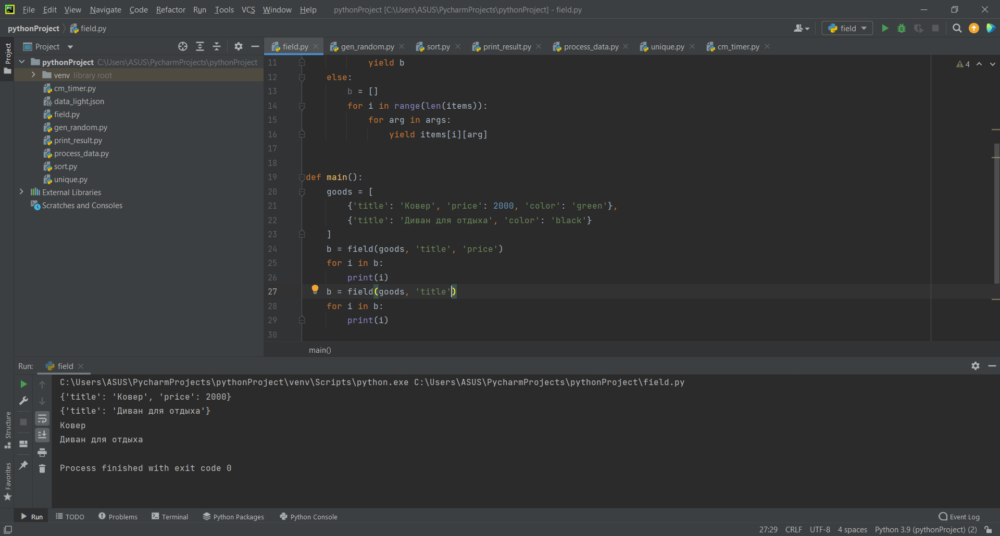 File Edit View Navigate Code Refactor Run Tools VCS Window Help pythonProject [C:\Users\ASUS\PycharmProjects\pythonProject] - field.py
pythonProject field.py field
Project
Project
field.py gen_random.py sort.py print_result.py process_data.py unique.py cm_timer.py
pythonProject C:\Users\ASUS\PycharmProjects\pythonProject
venv library root
cm_timer.py
data_light.json
field.py
gen_random.py
print_result.py
process_data.py
sort.py
unique.py
External Libraries
Scratches and Consoles
4
11 yield b
12 else:
13 b = []
14 for i in range(len(items)):
15 for arg in args:
16 yield items[i][arg]
17
18
19 def main():
20 goods = [
21 {'title': 'Ковер', 'price': 2000, 'color': 'green'},
22 {'title': 'Диван для отдыха', 'color': 'black'}
23 ]
24 b = field(goods, 'title', 'price')
25 for i in b:
26 print(i)
27 b = field(goods, 'title')
28 for i in b:
29 print(i)
30
main()
Run: field
C:\Users\ASUS\PycharmProjects\pythonProject\venv\Scripts\python.exe C:\Users\ASUS\PycharmProjects\pythonProject\field.py
{'title': 'Ковер', 'price': 2000}
{'title': 'Диван для отдыха'}
Ковер
Диван для отдыха
Process finished with exit code 0
Structure
Favorites
Run TODO Problems Terminal Python Packages Python Console Event Log
27:29 CRLF UTF-8 4 spaces Python 3.9 (pythonProject) (2)